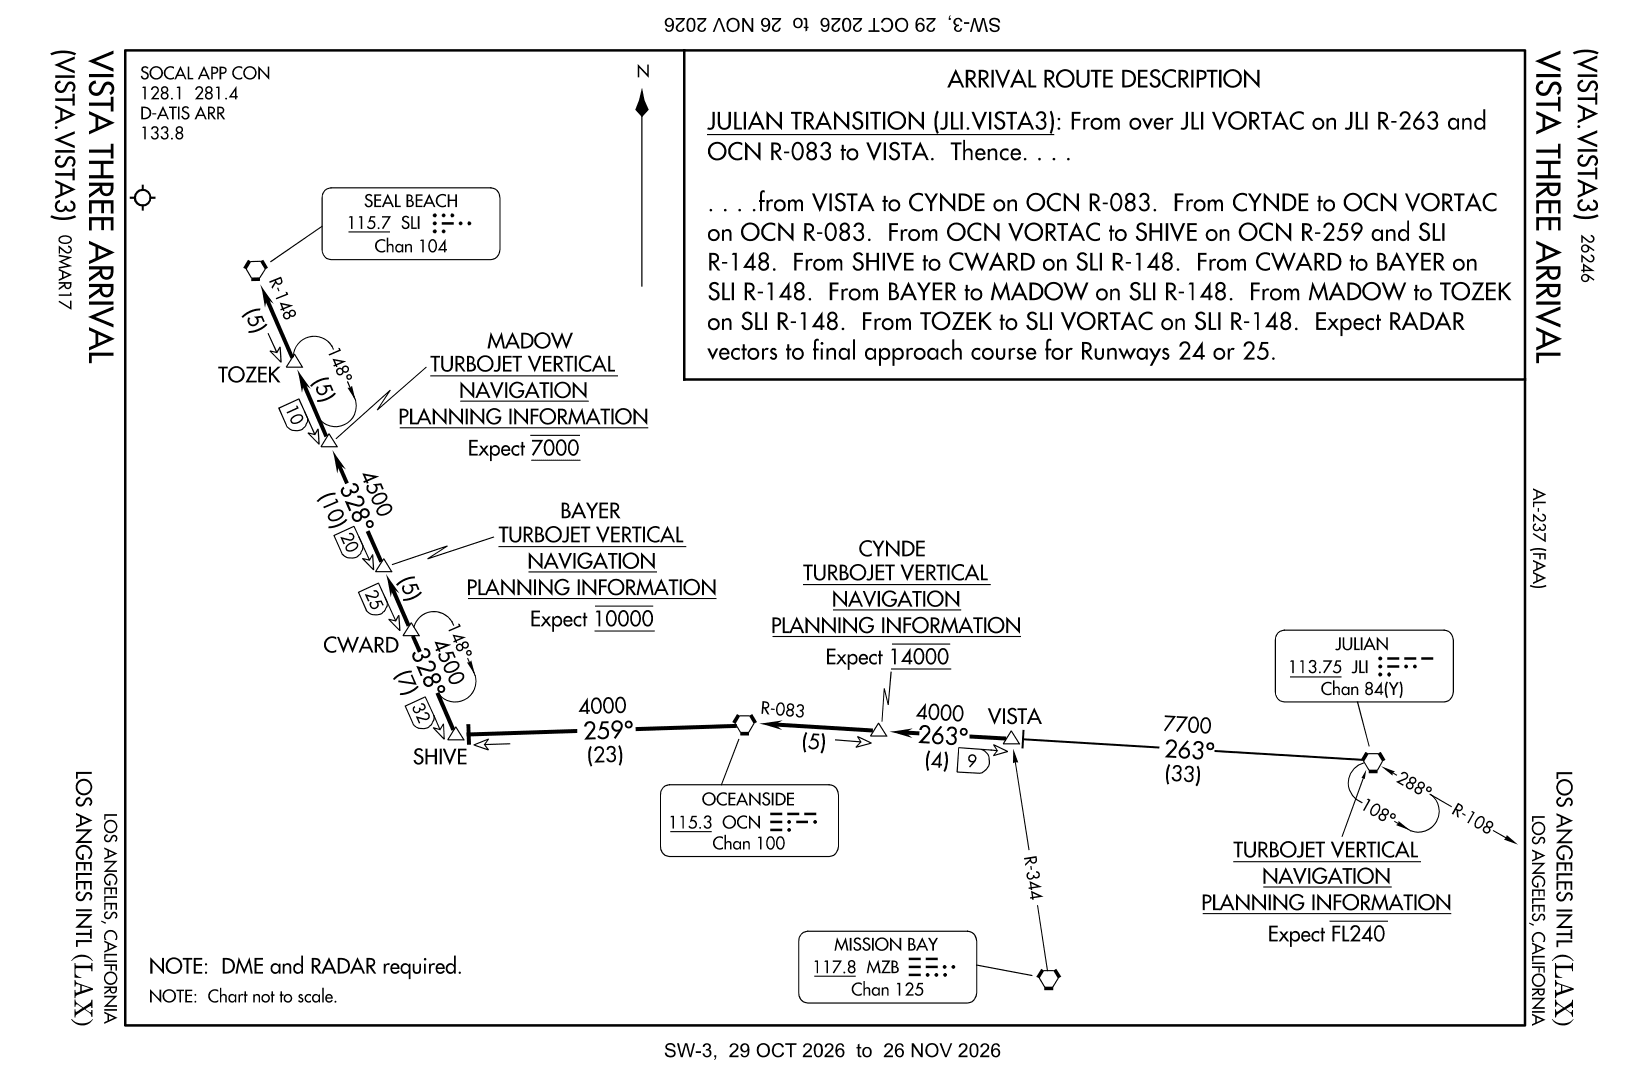 SW-3, 29 OCT 2026 to 26 NOV 2026
(VISTA.VISTA3) 02MAR17
VISTA THREE ARRIVAL
LOS ANGELES, CALIFORNIA
LOS ANGELES INTL (LAX)
SOCAL APP CON
128.1 281.4
D-ATIS ARR
133.8
N
ARRIVAL ROUTE DESCRIPTION
JULIAN TRANSITION (JLI.VISTA3): From over JLI VORTAC on JLI R-263 and
OCN R-083 to VISTA. Thence. . . .
. . . .from VISTA to CYNDE on OCN R-083. From CYNDE to OCN VORTAC
on OCN R-083. From OCN VORTAC to SHIVE on OCN R-259 and SLI
R-148. From SHIVE to CWARD on SLI R-148. From CWARD to BAYER on
SLI R-148. From BAYER to MADOW on SLI R-148. From MADOW to TOZEK
on SLI R-148. From TOZEK to SLI VORTAC on SLI R-148. Expect RADAR
vectors to final approach course for Runways 24 or 25.
SEAL BEACH
115.7 SLI
Chan 104
R-148
(5)
TOZEK
148°
(5)
10
MADOW
TURBOJET VERTICAL
NAVIGATION
PLANNING INFORMATION
Expect 7000
4500
328°
(10)
20
BAYER
TURBOJET VERTICAL
NAVIGATION
PLANNING INFORMATION
Expect 10000
(5)
25
CWARD
148°
4500
328°
(7)
32
SHIVE
4000
259°
(23)
OCEANSIDE
115.3 OCN
Chan 100
R-083
(5)
CYNDE
TURBOJET VERTICAL
NAVIGATION
PLANNING INFORMATION
Expect 14000
4000
263°
(4)
9
VISTA
7700
263°
(33)
JULIAN
113.75 JLI
Chan 84(Y)
288°
108°
R-108
TURBOJET VERTICAL
NAVIGATION
PLANNING INFORMATION
Expect FL240
R-344
MISSION BAY
117.8 MZB
Chan 125
NOTE: DME and RADAR required.
NOTE: Chart not to scale.
(VISTA.VISTA3) 26246
VISTA THREE ARRIVAL
AL-237 (FAA)
LOS ANGELES INTL (LAX)
LOS ANGELES, CALIFORNIA
SW-3, 29 OCT 2026 to 26 NOV 2026